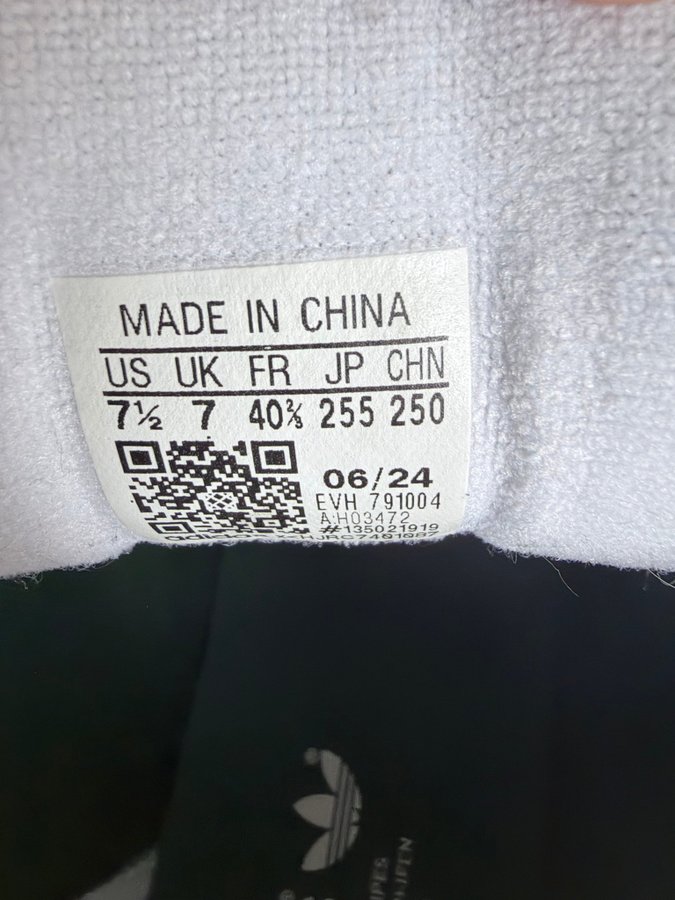 MADE IN CHINA
US UK FR JP CHN
7½ 7 40⅔ 255 250
06/24
EVH 791004
A:H03472
#135021919